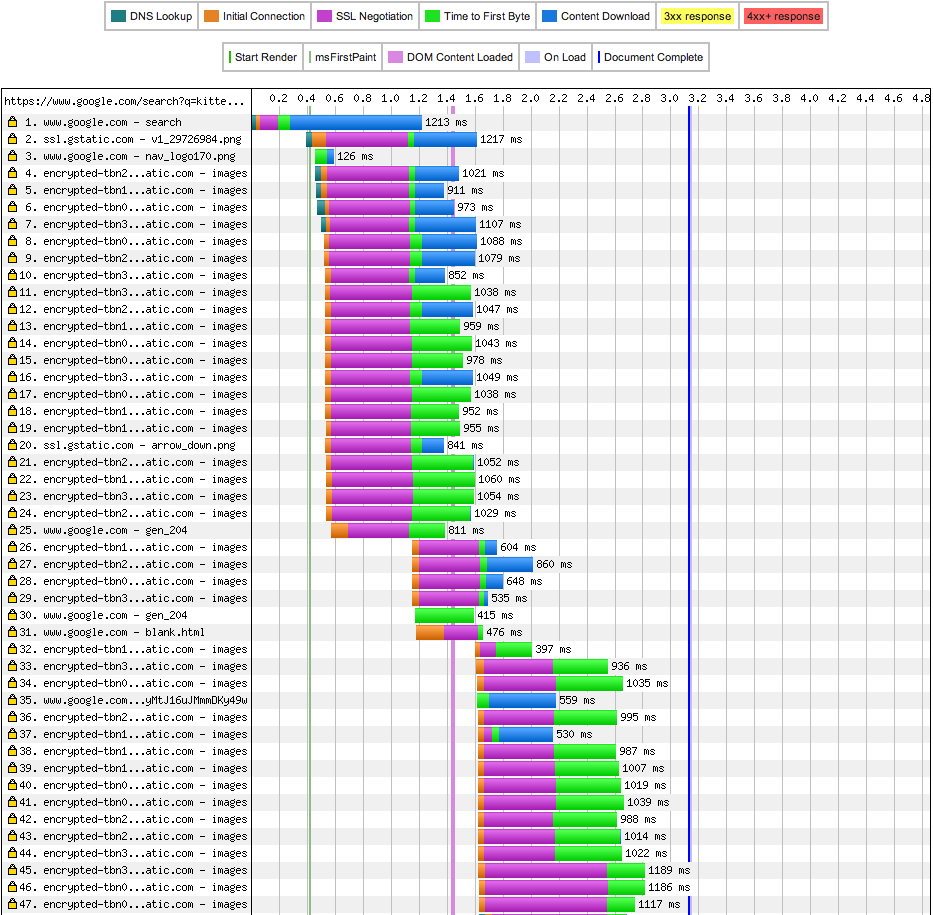 DNS Lookup Initial Connection SSL Negotiation Time to First Byte Content Download 3xx response 4xx+ response
Start Render msFirstPaint DOM Content Loaded On Load Document Complete
https://www.google.com/search?q=kitte... 0.2 0.4 0.6 0.8 1.0 1.2 1.4 1.6 1.8 2.0 2.2 2.4 2.6 2.8 3.0 3.2 3.4 3.6 3.8 4.0 4.2 4.4 4.6 4.8
1. www.google.com - search 1213 ms
2. ssl.gstatic.com - v1_29726984.png 1217 ms
3. www.google.com - nav_logo170.png 126 ms
4. encrypted-tbn2...atic.com - images 1021 ms
5. encrypted-tbn1...atic.com - images 911 ms
6. encrypted-tbn0...atic.com - images 973 ms
7. encrypted-tbn3...atic.com - images 1107 ms
8. encrypted-tbn0...atic.com - images 1088 ms
9. encrypted-tbn2...atic.com - images 1079 ms
10. encrypted-tbn3...atic.com - images 852 ms
11. encrypted-tbn3...atic.com - images 1038 ms
12. encrypted-tbn2...atic.com - images 1047 ms
13. encrypted-tbn1...atic.com - images 959 ms
14. encrypted-tbn0...atic.com - images 1043 ms
15. encrypted-tbn0...atic.com - images 978 ms
16. encrypted-tbn3...atic.com - images 1049 ms
17. encrypted-tbn0...atic.com - images 1038 ms
18. encrypted-tbn1...atic.com - images 952 ms
19. encrypted-tbn1...atic.com - images 955 ms
20. ssl.gstatic.com - arrow_down.png 841 ms
21. encrypted-tbn2...atic.com - images 1052 ms
22. encrypted-tbn1...atic.com - images 1060 ms
23. encrypted-tbn3...atic.com - images 1054 ms
24. encrypted-tbn2...atic.com - images 1029 ms
25. www.google.com - gen_204 811 ms
26. encrypted-tbn1...atic.com - images 604 ms
27. encrypted-tbn2...atic.com - images 860 ms
28. encrypted-tbn0...atic.com - images 648 ms
29. encrypted-tbn3...atic.com - images 535 ms
30. www.google.com - gen_204 415 ms
31. www.google.com - blank.html 476 ms
32. encrypted-tbn1...atic.com - images 397 ms
33. encrypted-tbn3...atic.com - images 936 ms
34. encrypted-tbn0...atic.com - images 1035 ms
35. www.google.com...yMtJ16uJMmmDKy49w 559 ms
36. encrypted-tbn2...atic.com - images 995 ms
37. encrypted-tbn1...atic.com - images 530 ms
38. encrypted-tbn1...atic.com - images 987 ms
39. encrypted-tbn1...atic.com - images 1007 ms
40. encrypted-tbn0...atic.com - images 1019 ms
41. encrypted-tbn0...atic.com - images 1039 ms
42. encrypted-tbn2...atic.com - images 988 ms
43. encrypted-tbn2...atic.com - images 1014 ms
44. encrypted-tbn3...atic.com - images 1022 ms
45. encrypted-tbn3...atic.com - images 1189 ms
46. encrypted-tbn0...atic.com - images 1186 ms
47. encrypted-tbn0...atic.com - images 1117 ms